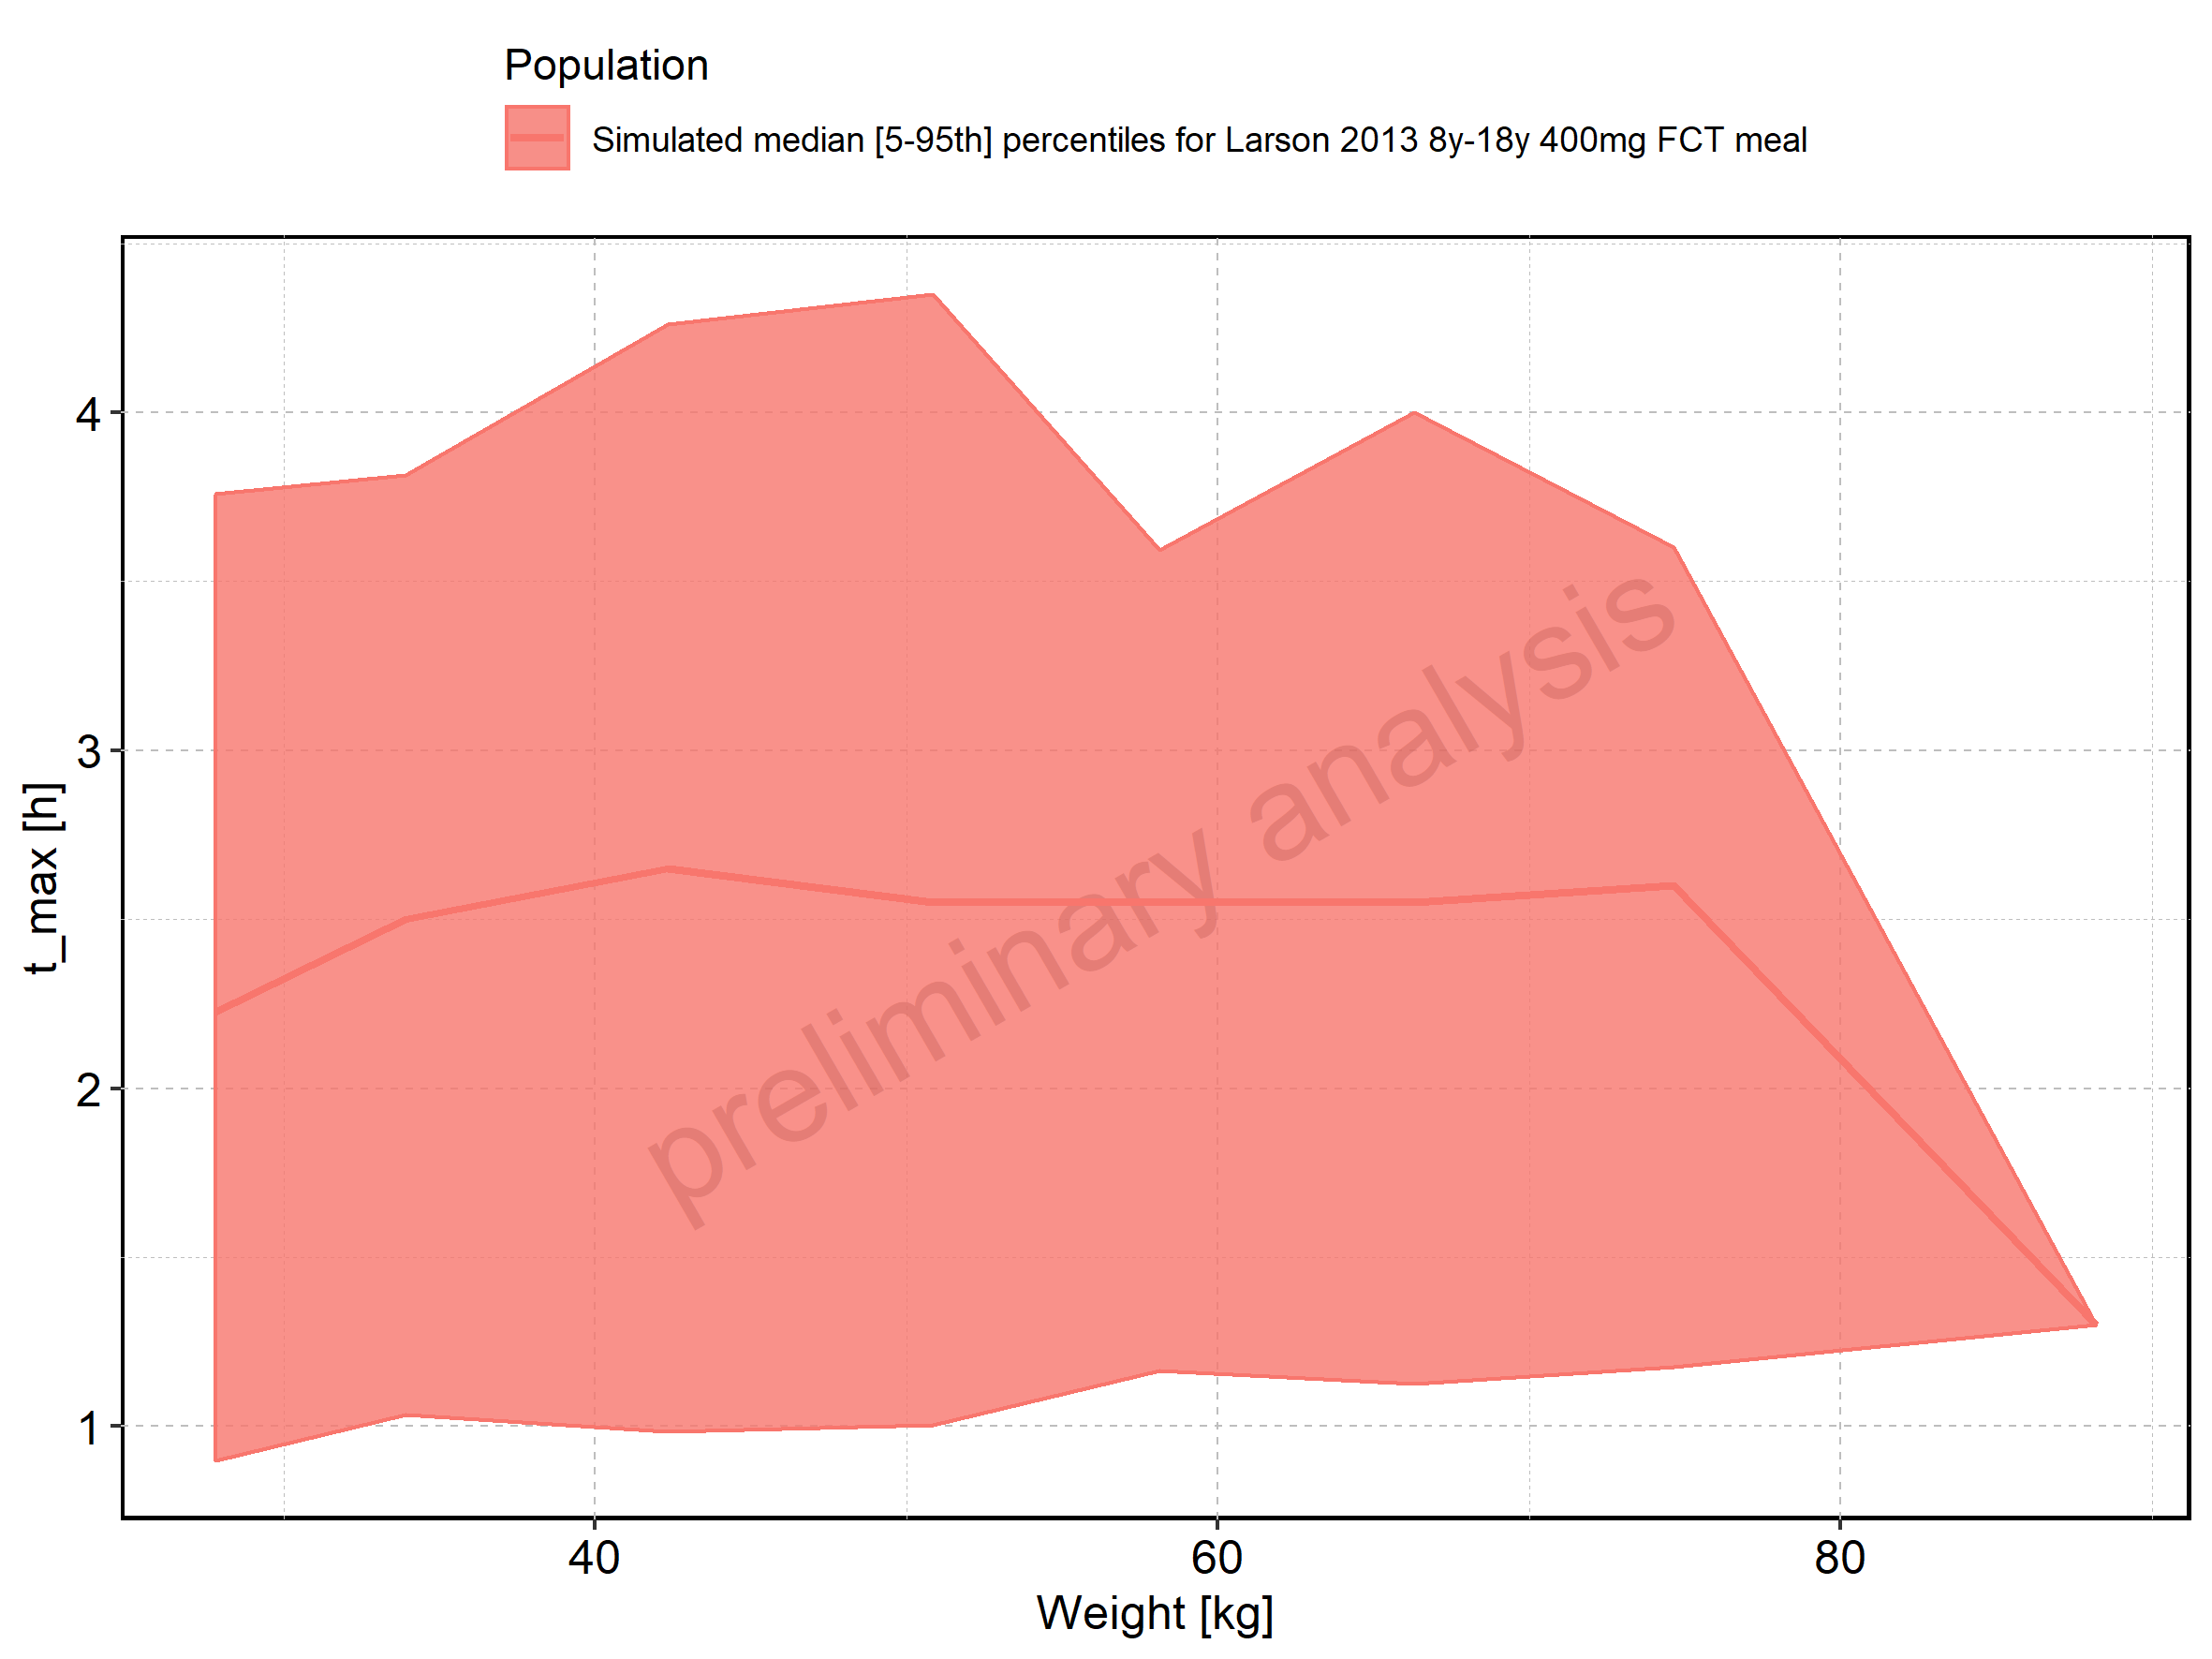 Population
Simulated median [5-95th] percentiles for Larson 2013 8y-18y 400mg FCT meal
4
3
2
1
t_max [h]
preliminary analysis
40 60 80
Weight [kg]